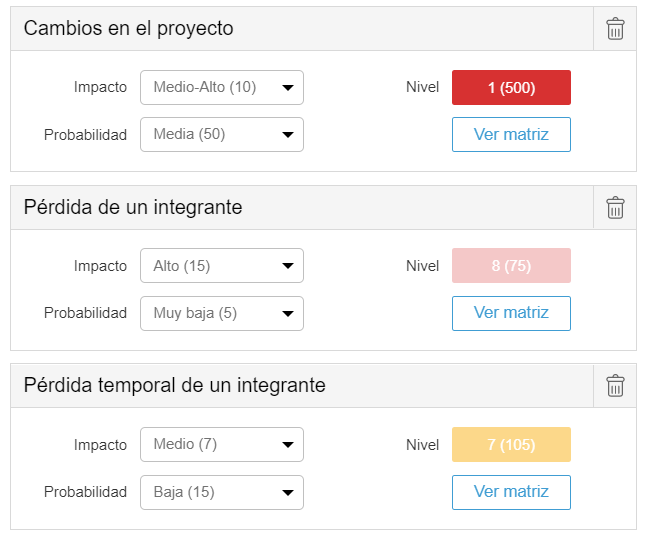 Cambios en el proyecto
Impacto Medio-Alto (10) Nivel 1 (500)
Probabilidad Media (50) Ver matriz
Pérdida de un integrante
Impacto Alto (15) Nivel 8 (75)
Probabilidad Muy baja (5) Ver matriz
Pérdida temporal de un integrante
Impacto Medio (7) Nivel 7 (105)
Probabilidad Baja (15) Ver matriz